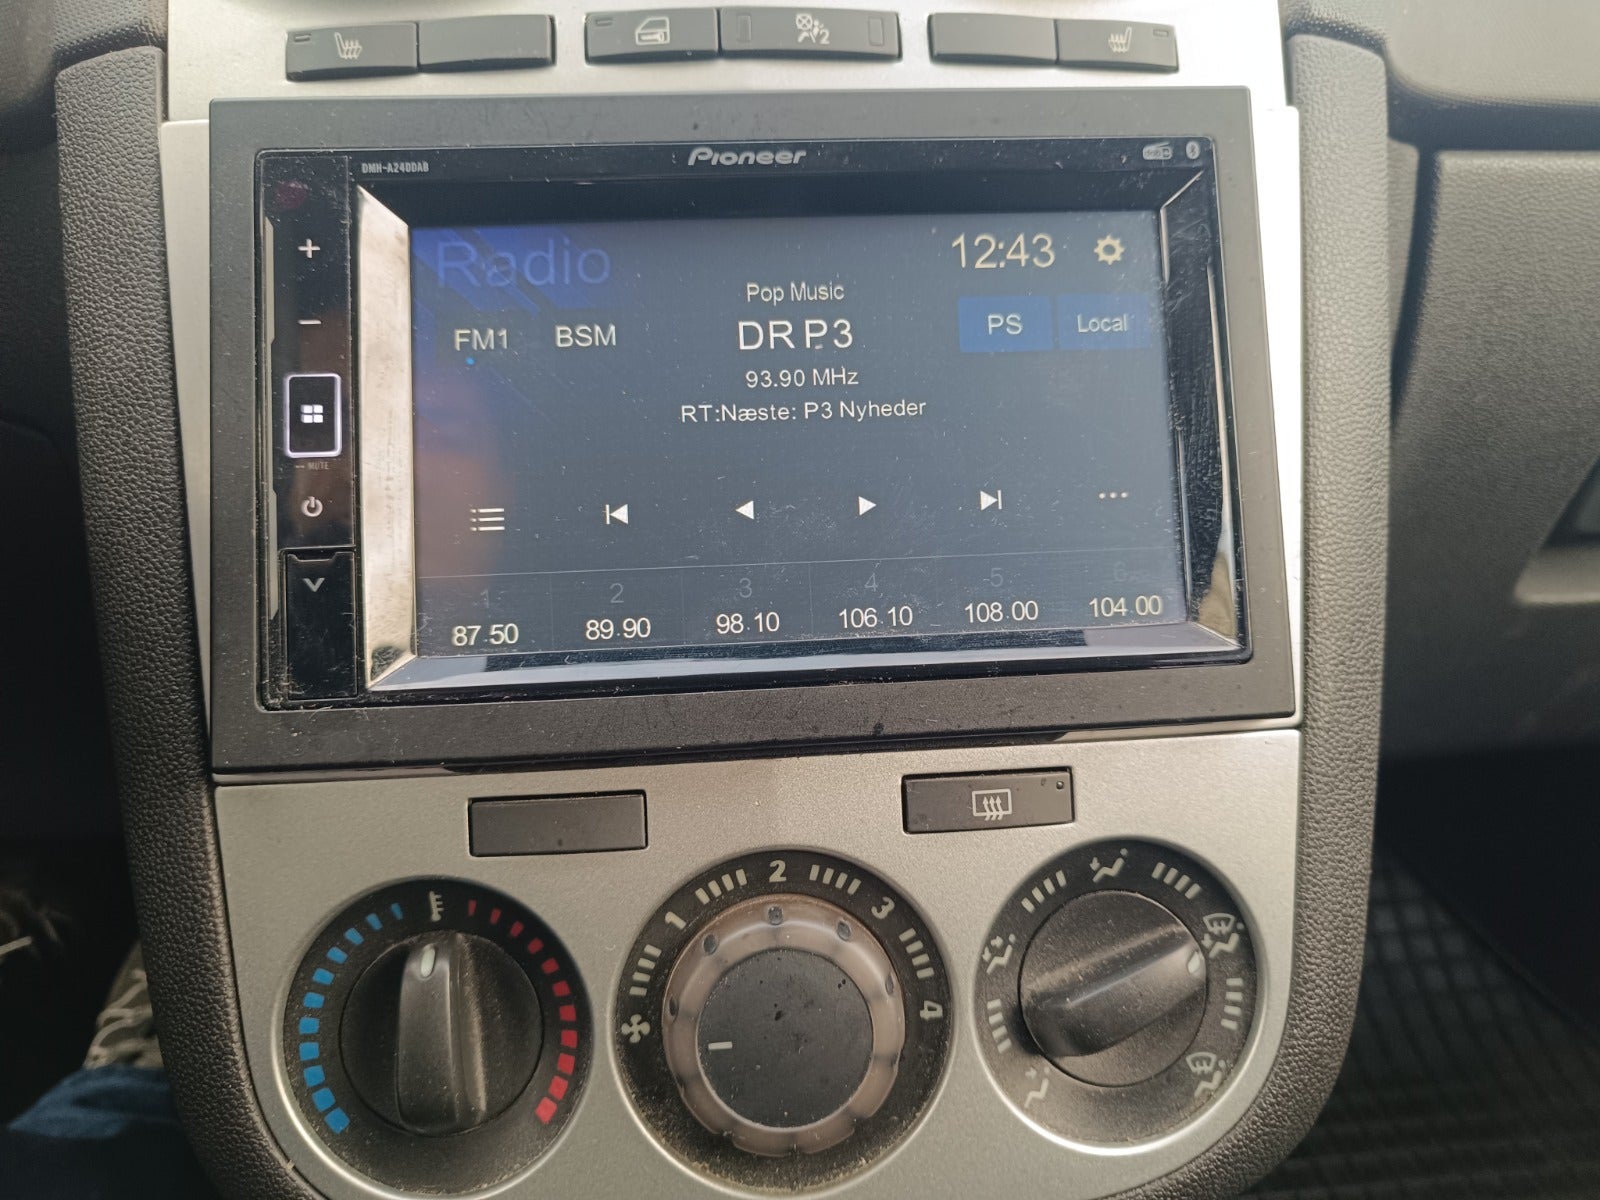 2
Pioneer
DMH-A240DAB
Radio
12:43
Pop Music
FM1 BSM DR P3 PS Local
93.90 MHz
RT:Næste: P3 Nyheder
+
−
MUTE
1 2 3 4 5 6
87.50 89.90 98.10 106.10 108.00 104.00
1 2 3 4